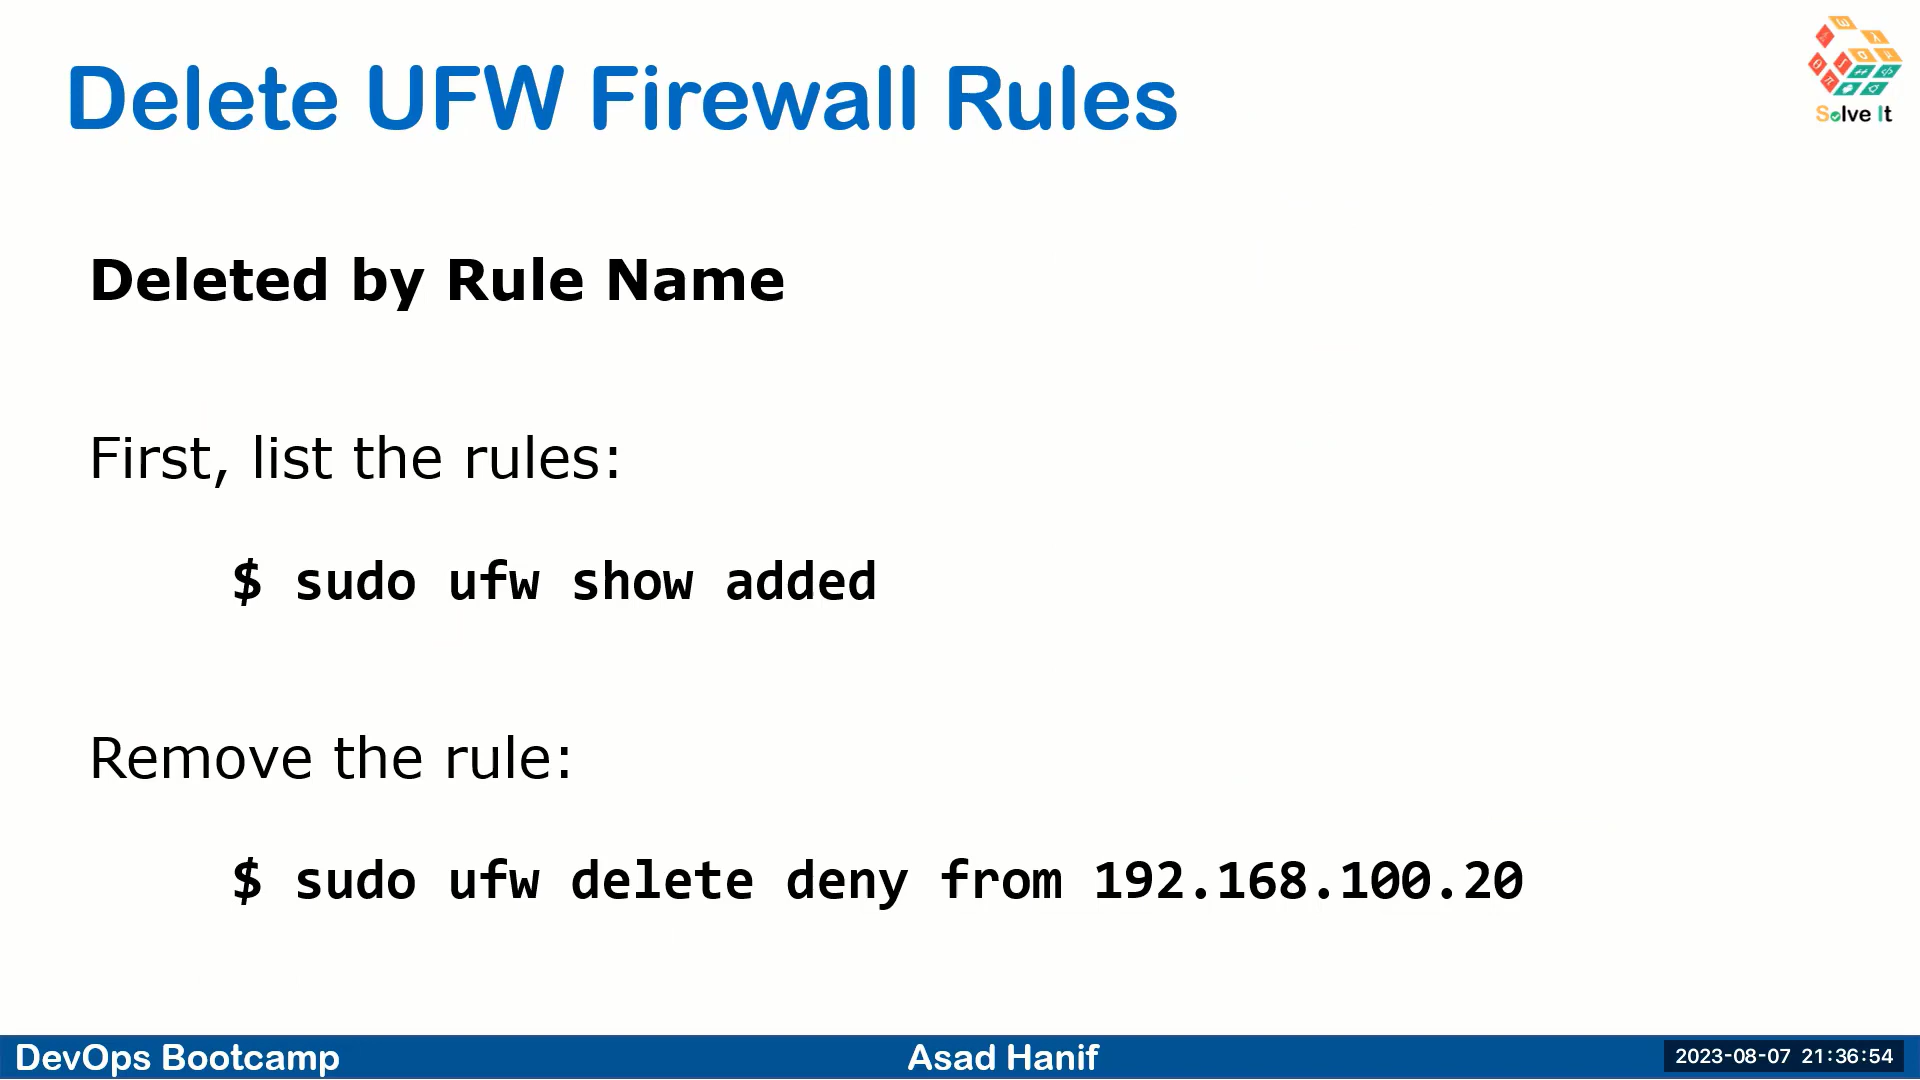 Delete UFW Firewall Rules
Solve It
Deleted by Rule Name
First, list the rules:
$ sudo ufw show added
Remove the rule:
$ sudo ufw delete deny from 192.168.100.20
DevOps Bootcamp
Asad Hanif
2023-08-07 21:36:54